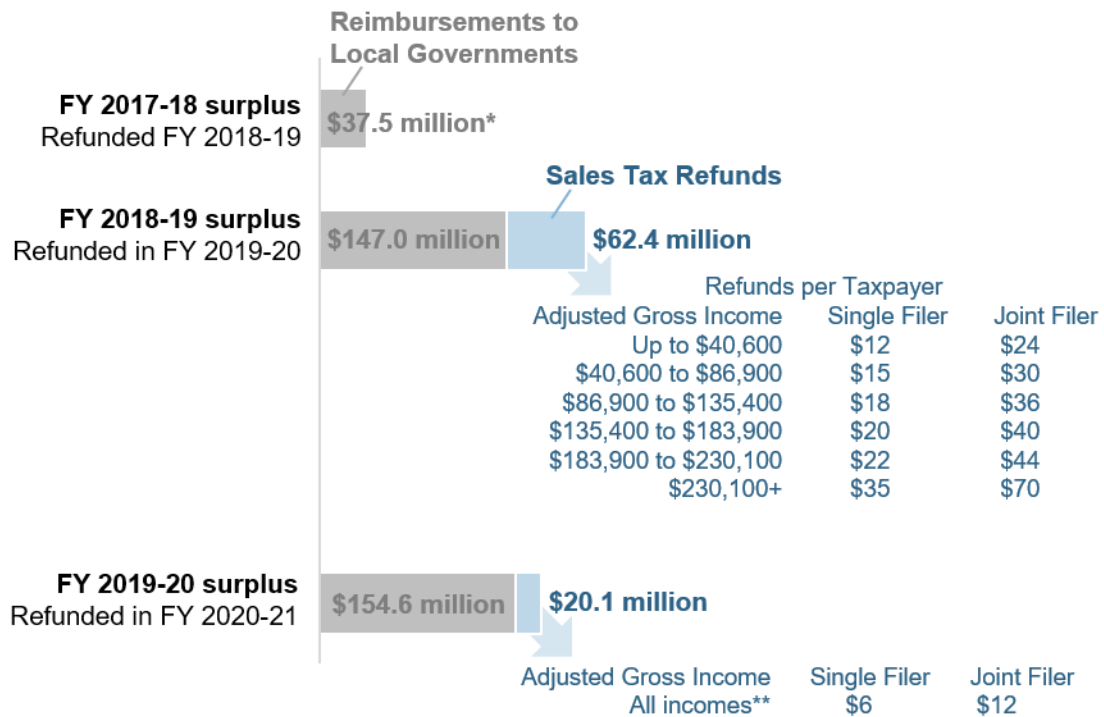 Reimbursements to
Local Governments
FY 2017-18 surplus
Refunded FY 2018-19
$37.5 million*
Sales Tax Refunds
FY 2018-19 surplus
Refunded in FY 2019-20
$147.0 million
$62.4 million
Refunds per Taxpayer
Adjusted Gross Income Single Filer Joint Filer
Up to $40,600 $12 $24
$40,600 to $86,900 $15 $30
$86,900 to $135,400 $18 $36
$135,400 to $183,900 $20 $40
$183,900 to $230,100 $22 $44
$230,100+ $35 $70
FY 2019-20 surplus
Refunded in FY 2020-21
$154.6 million
$20.1 million
Adjusted Gross Income Single Filer Joint Filer
All incomes** $6 $12